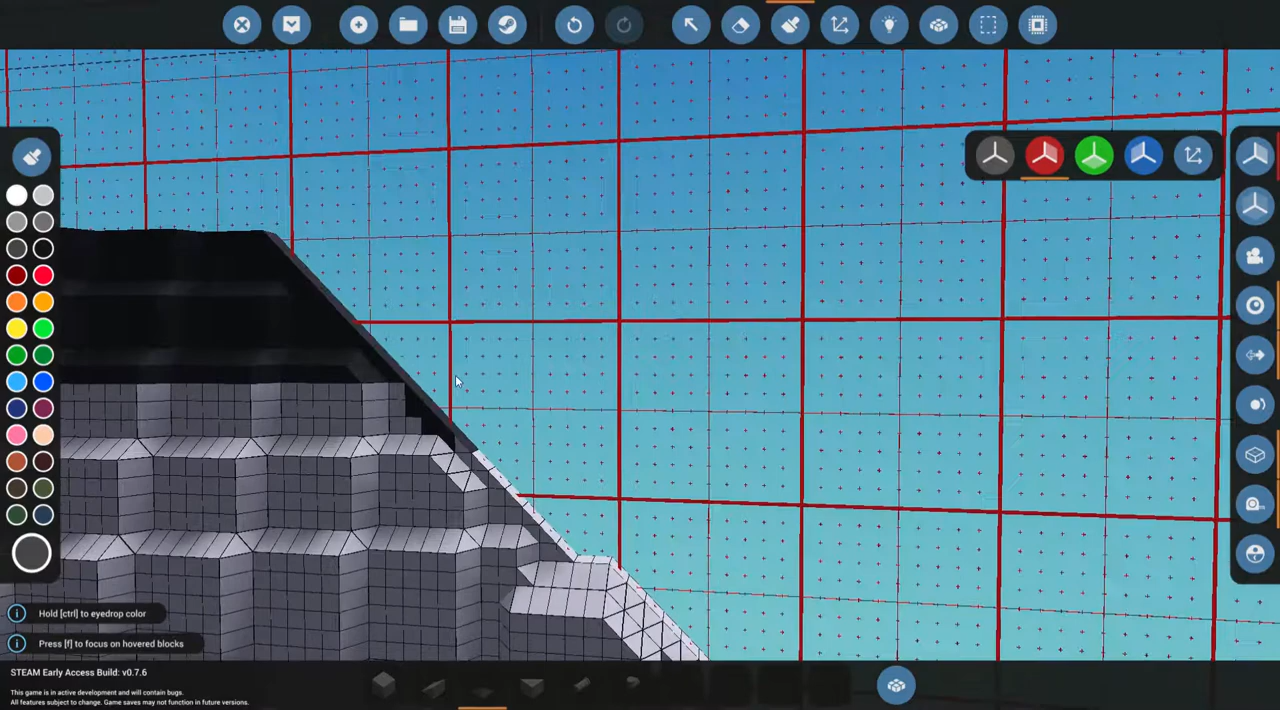 Hold [ctrl] to eyedrop color
Press [f] to focus on hovered blocks
STEAM Early Access Build: v0.7.6
This game is in active development and will contain bugs.
All features subject to change. Game saves may not function in future versions.